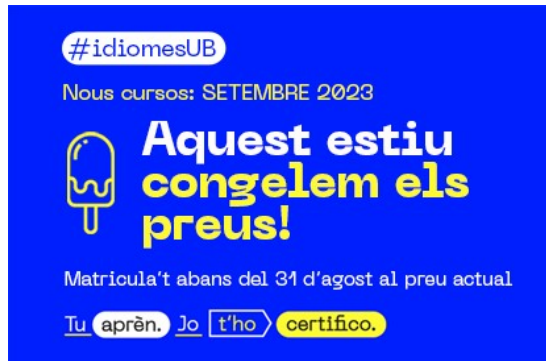 #idiomesUB
Nous cursos: SETEMBRE 2023
Aquest estiu
congelem els
preus!
Matricula't abans del 31 d'agost al preu actual
Tu aprèn. Jo t'ho certifico.